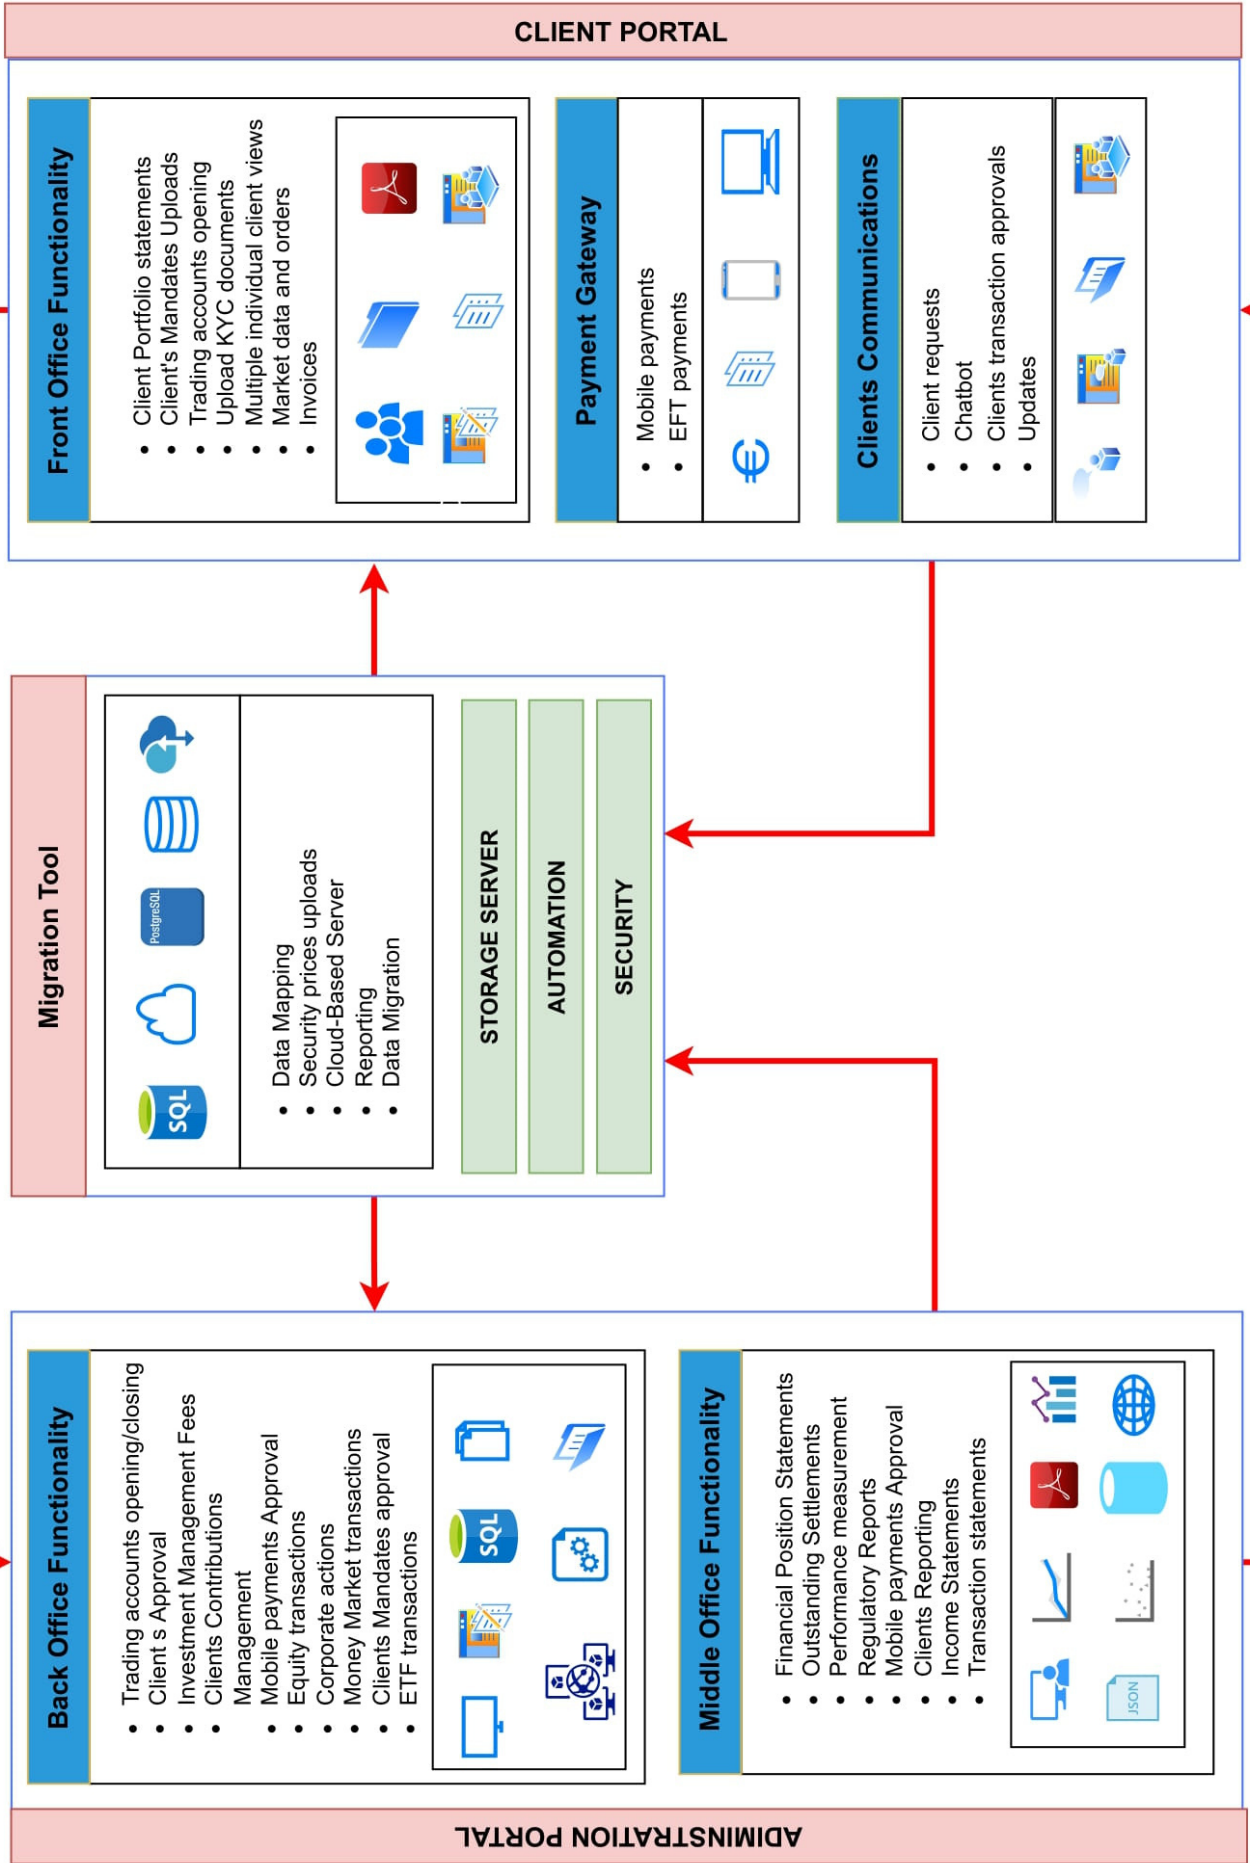 ADIMINSTRATION PORTAL
Back Office Functionality
• Trading accounts opening/closing
• Client s Approval
• Investment Management Fees
• Clients Contributions
Management
• Mobile payments Approval
• Equity transactions
• Corporate actions
• Money Market transactions
• Clients Mandates approval
• ETF transactions
SQL
Middle Office Functionality
• Financial Position Statements
• Outstanding Settlements
• Performance measurement
• Regulatory Reports
• Mobile payments Approval
• Clients Reporting
• Income Statements
• Transaction statements
JSON
Migration Tool
SQL
PostgreSQL
• Data Mapping
• Security prices uploads
• Cloud-Based Server
• Reporting
• Data Migration
STORAGE SERVER
AUTOMATION
SECURITY
CLIENT PORTAL
Front Office Functionality
• Client Portfolio statements
• Client's Mandates Uploads
• Trading accounts opening
• Upload KYC documents
• Multiple individual client views
• Market data and orders
• Invoices
Payment Gateway
• Mobile payments
• EFT payments
€
Clients Communications
• Client requests
• Chatbot
• Clients transaction approvals
• Updates